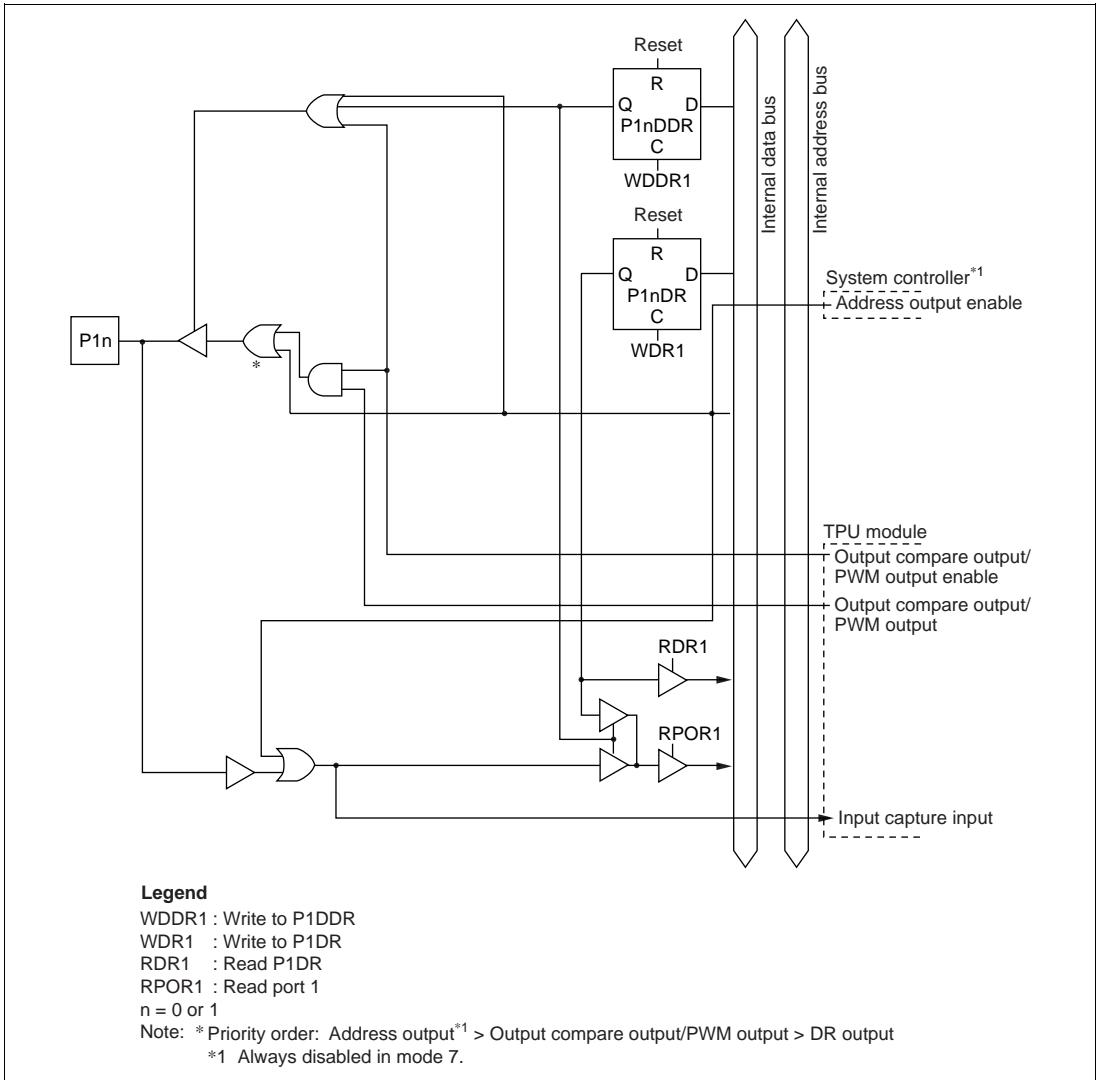 Reset
R
Q D
P1nDDR
C
WDDR1
Reset
R
Q D
P1nDR
C
WDR1
Internal data bus
Internal address bus
System controller*1
Address output enable
P1n
*
TPU module
Output compare output/
PWM output enable
Output compare output/
PWM output
RDR1
RPOR1
Input capture input
Legend
WDDR1 : Write to P1DDR
WDR1 : Write to P1DR
RDR1 : Read P1DR
RPOR1 : Read port 1
n = 0 or 1
Note: * Priority order: Address output*1 > Output compare output/PWM output > DR output
*1 Always disabled in mode 7.